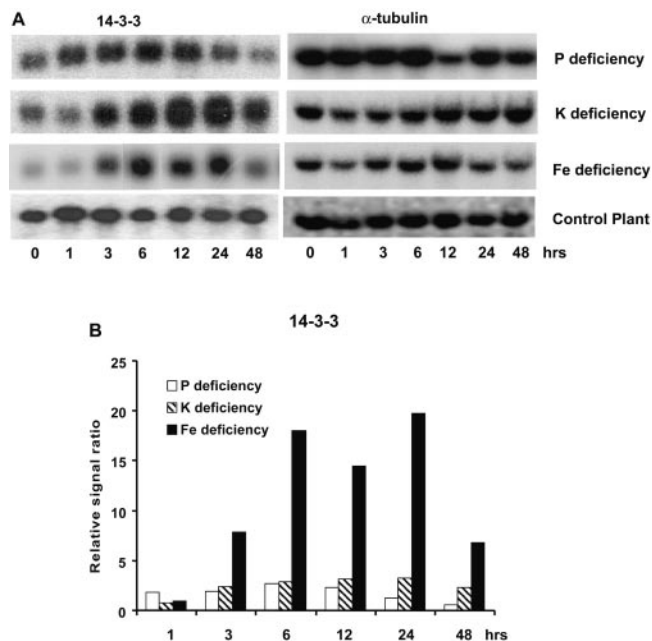 A
14-3-3
α-tubulin
P deficiency
K deficiency
Fe deficiency
Control Plant
0 1 3 6 12 24 48 0 1 3 6 12 24 48 hrs
B
14-3-3
25
20
15
10
5
0
Relative signal ratio
P deficiency
K deficiency
Fe deficiency
1 3 6 12 24 48 hrs